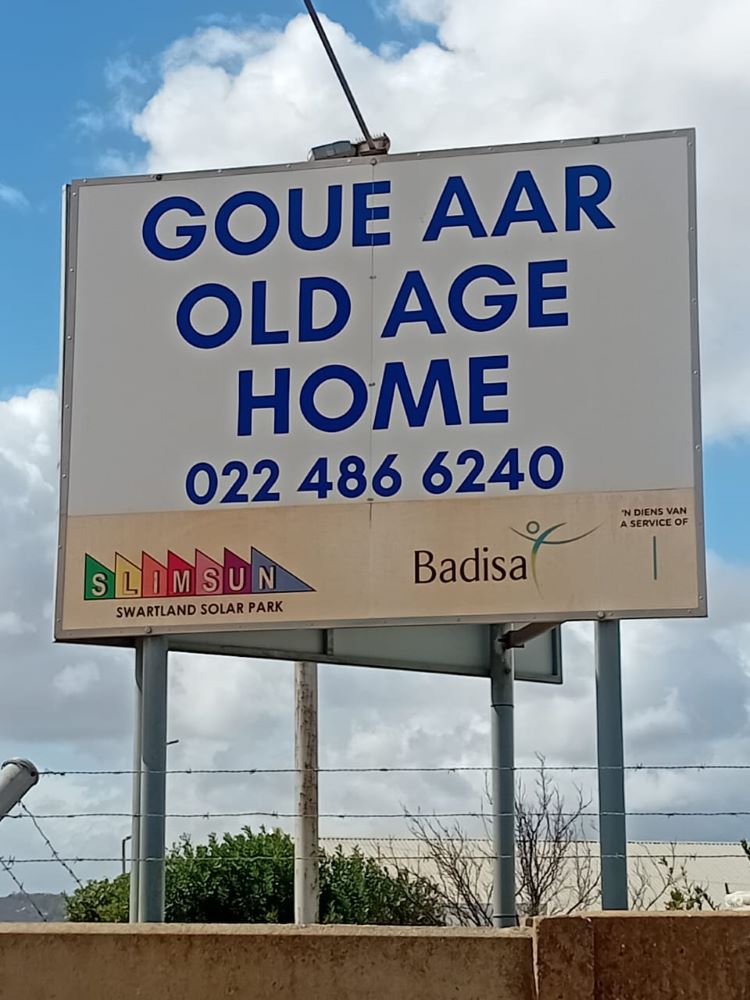 GOUE AAR
OLD AGE
HOME
022 486 6240
SLIMSUN
SWARTLAND SOLAR PARK
Badisa
'N DIENS VAN
A SERVICE OF